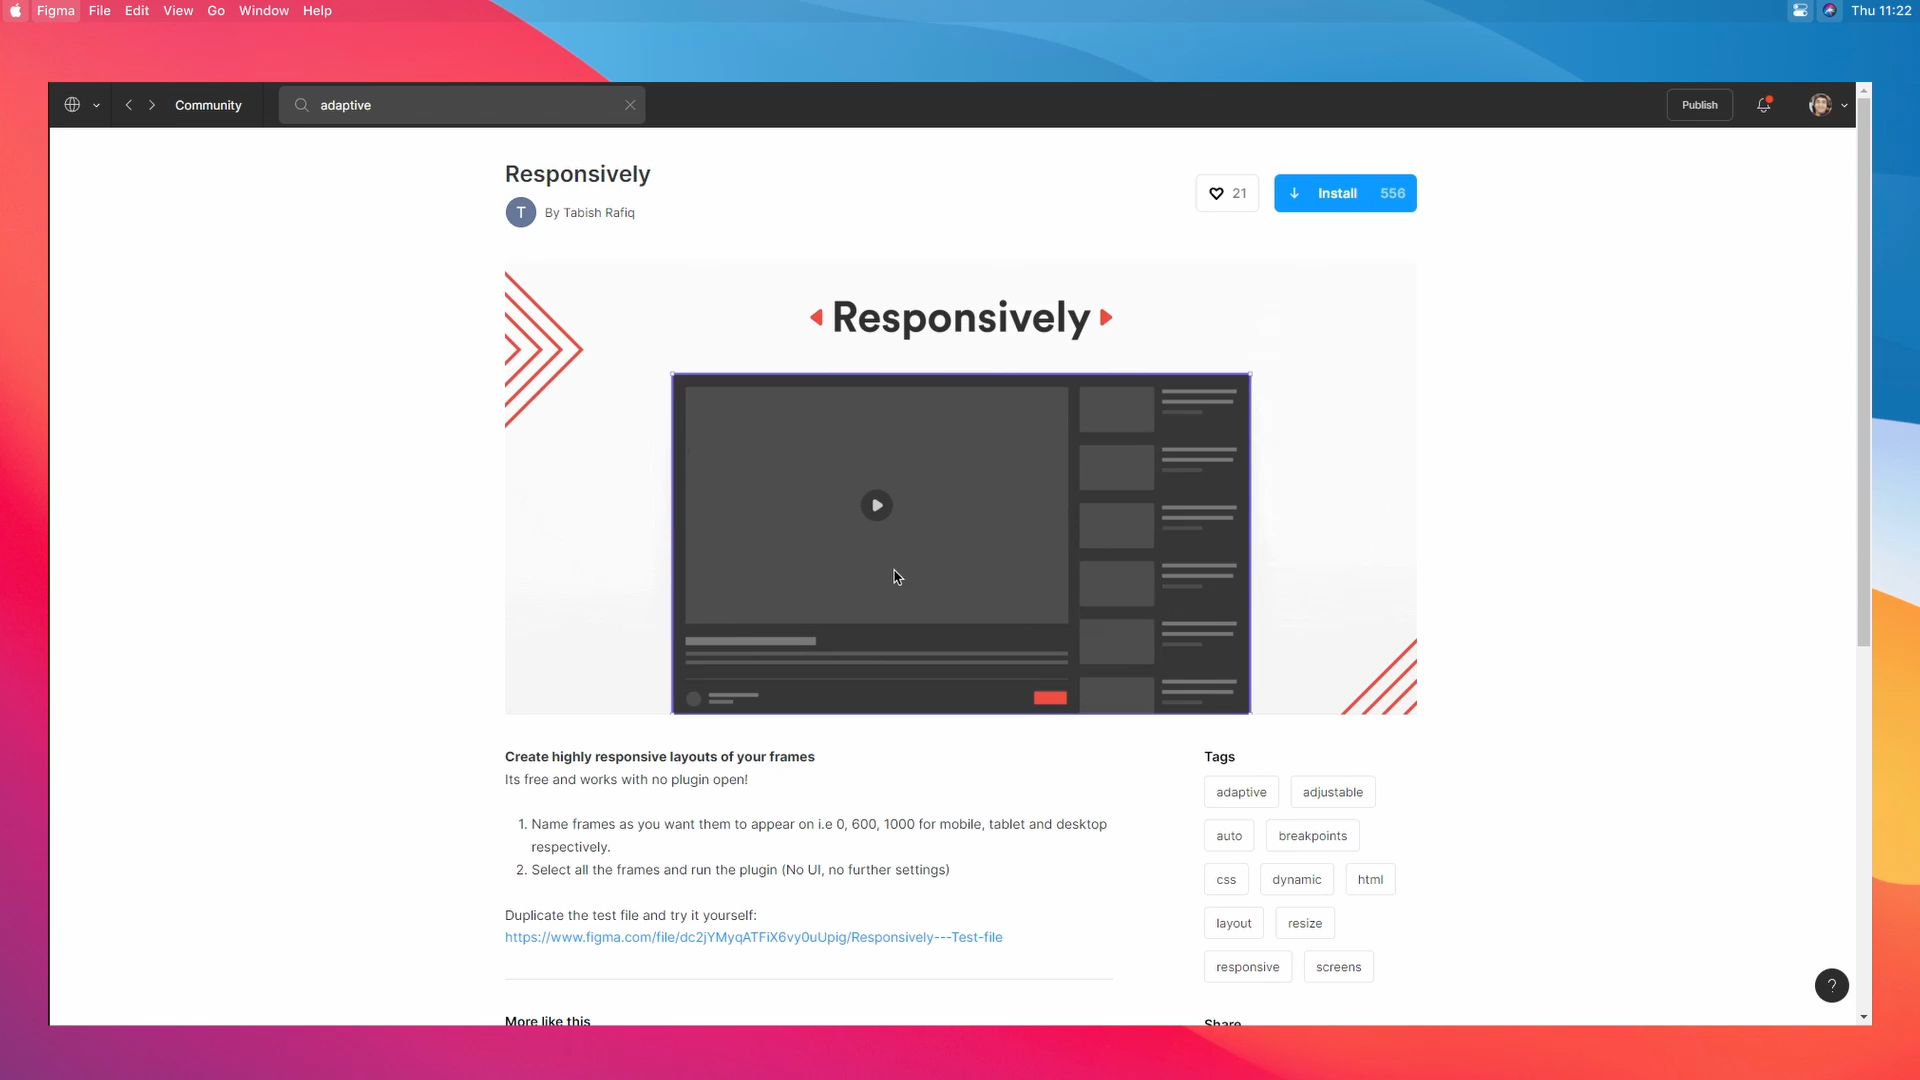 Figma File Edit View Go Window Help Thu 11:22
Community adaptive Publish
Responsively
T By Tabish Rafiq
21 Install 556
Responsively
Create highly responsive layouts of your frames
Its free and works with no plugin open!
1. Name frames as you want them to appear on i.e 0, 600, 1000 for mobile, tablet and desktop
respectively.
2. Select all the frames and run the plugin (No UI, no further settings)
Duplicate the test file and try it yourself:
https://www.figma.com/file/dc2jYMyqATFiX6vy0uUpig/Responsively---Test-file
More like this
Tags
adaptive adjustable
auto breakpoints
css dynamic html
layout resize
responsive screens
Share
?